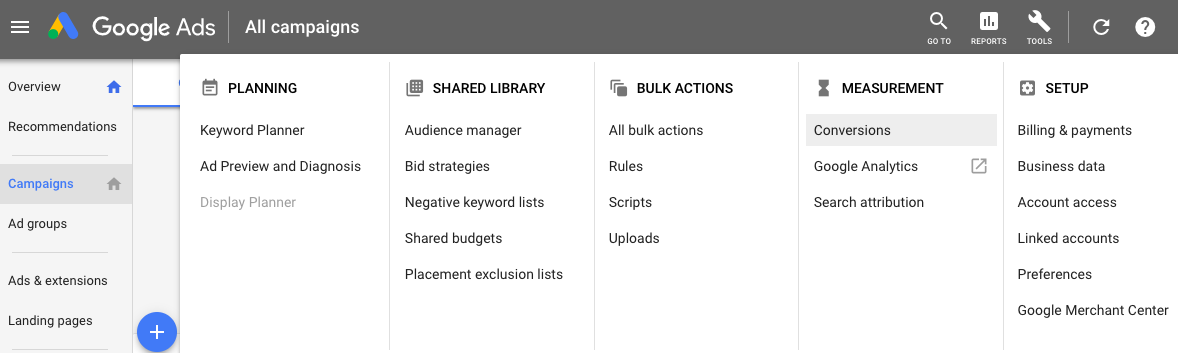 Google Ads
All campaigns
GO TO
REPORTS
TOOLS
Overview
Recommendations
Campaigns
Ad groups
Ads & extensions
Landing pages
PLANNING
Keyword Planner
Ad Preview and Diagnosis
Display Planner
SHARED LIBRARY
Audience manager
Bid strategies
Negative keyword lists
Shared budgets
Placement exclusion lists
BULK ACTIONS
All bulk actions
Rules
Scripts
Uploads
MEASUREMENT
Conversions
Google Analytics
Search attribution
SETUP
Billing & payments
Business data
Account access
Linked accounts
Preferences
Google Merchant Center